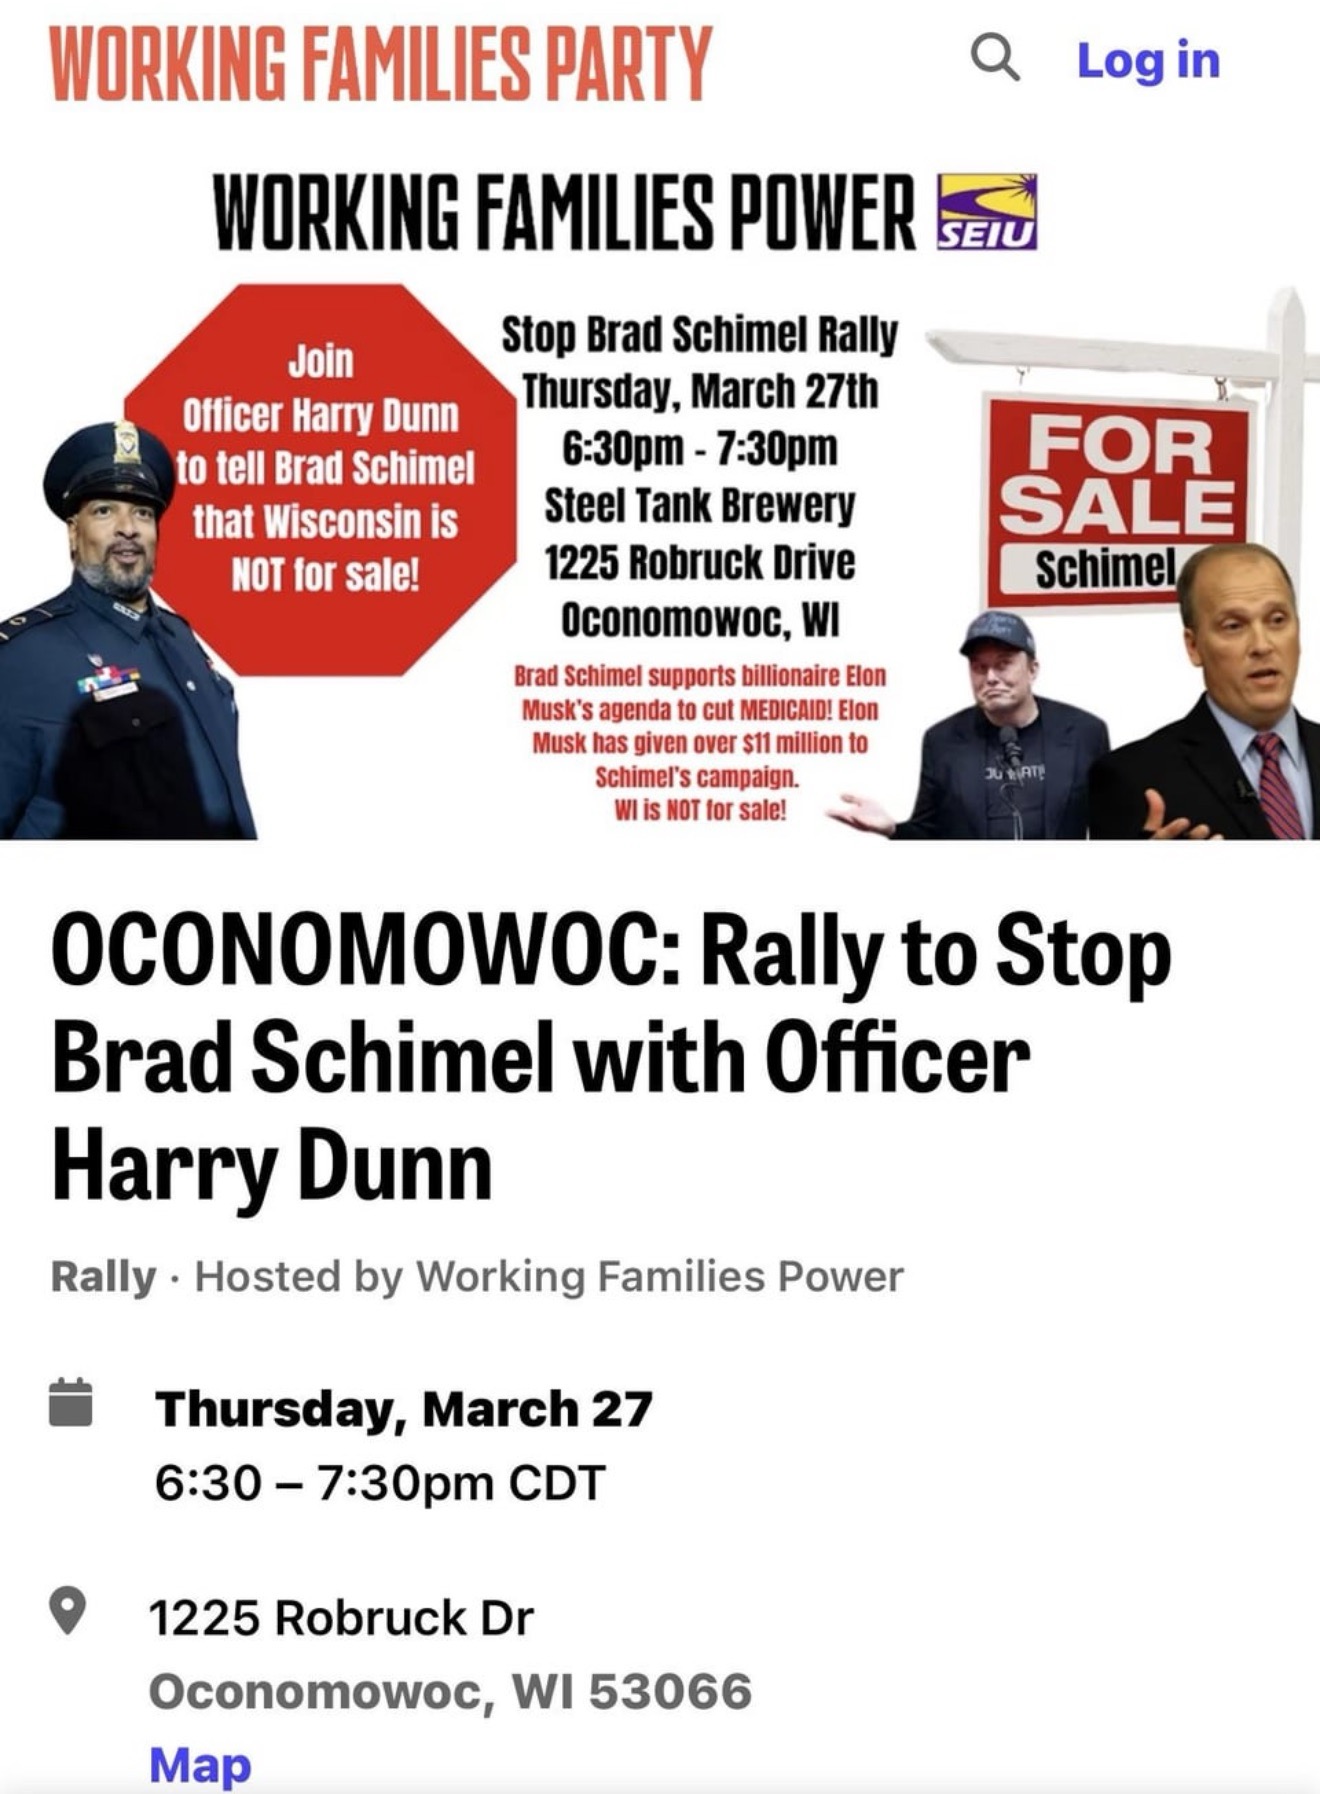 WORKING FAMILIES PARTY
Log in
WORKING FAMILIES POWER
SEIU
Join
Officer Harry Dunn
to tell Brad Schimel
that Wisconsin is
NOT for sale!
Stop Brad Schimel Rally
Thursday, March 27th
6:30pm - 7:30pm
Steel Tank Brewery
1225 Robruck Drive
Oconomowoc, WI
Brad Schimel supports billionaire Elon
Musk's agenda to cut MEDICAID! Elon
Musk has given over $11 million to
Schimel's campaign.
WI is NOT for sale!
FOR
SALE
Schimel
OCONOMOWOC: Rally to Stop
Brad Schimel with Officer
Harry Dunn
Rally · Hosted by Working Families Power
Thursday, March 27
6:30 – 7:30pm CDT
1225 Robruck Dr
Oconomowoc, WI 53066
Map